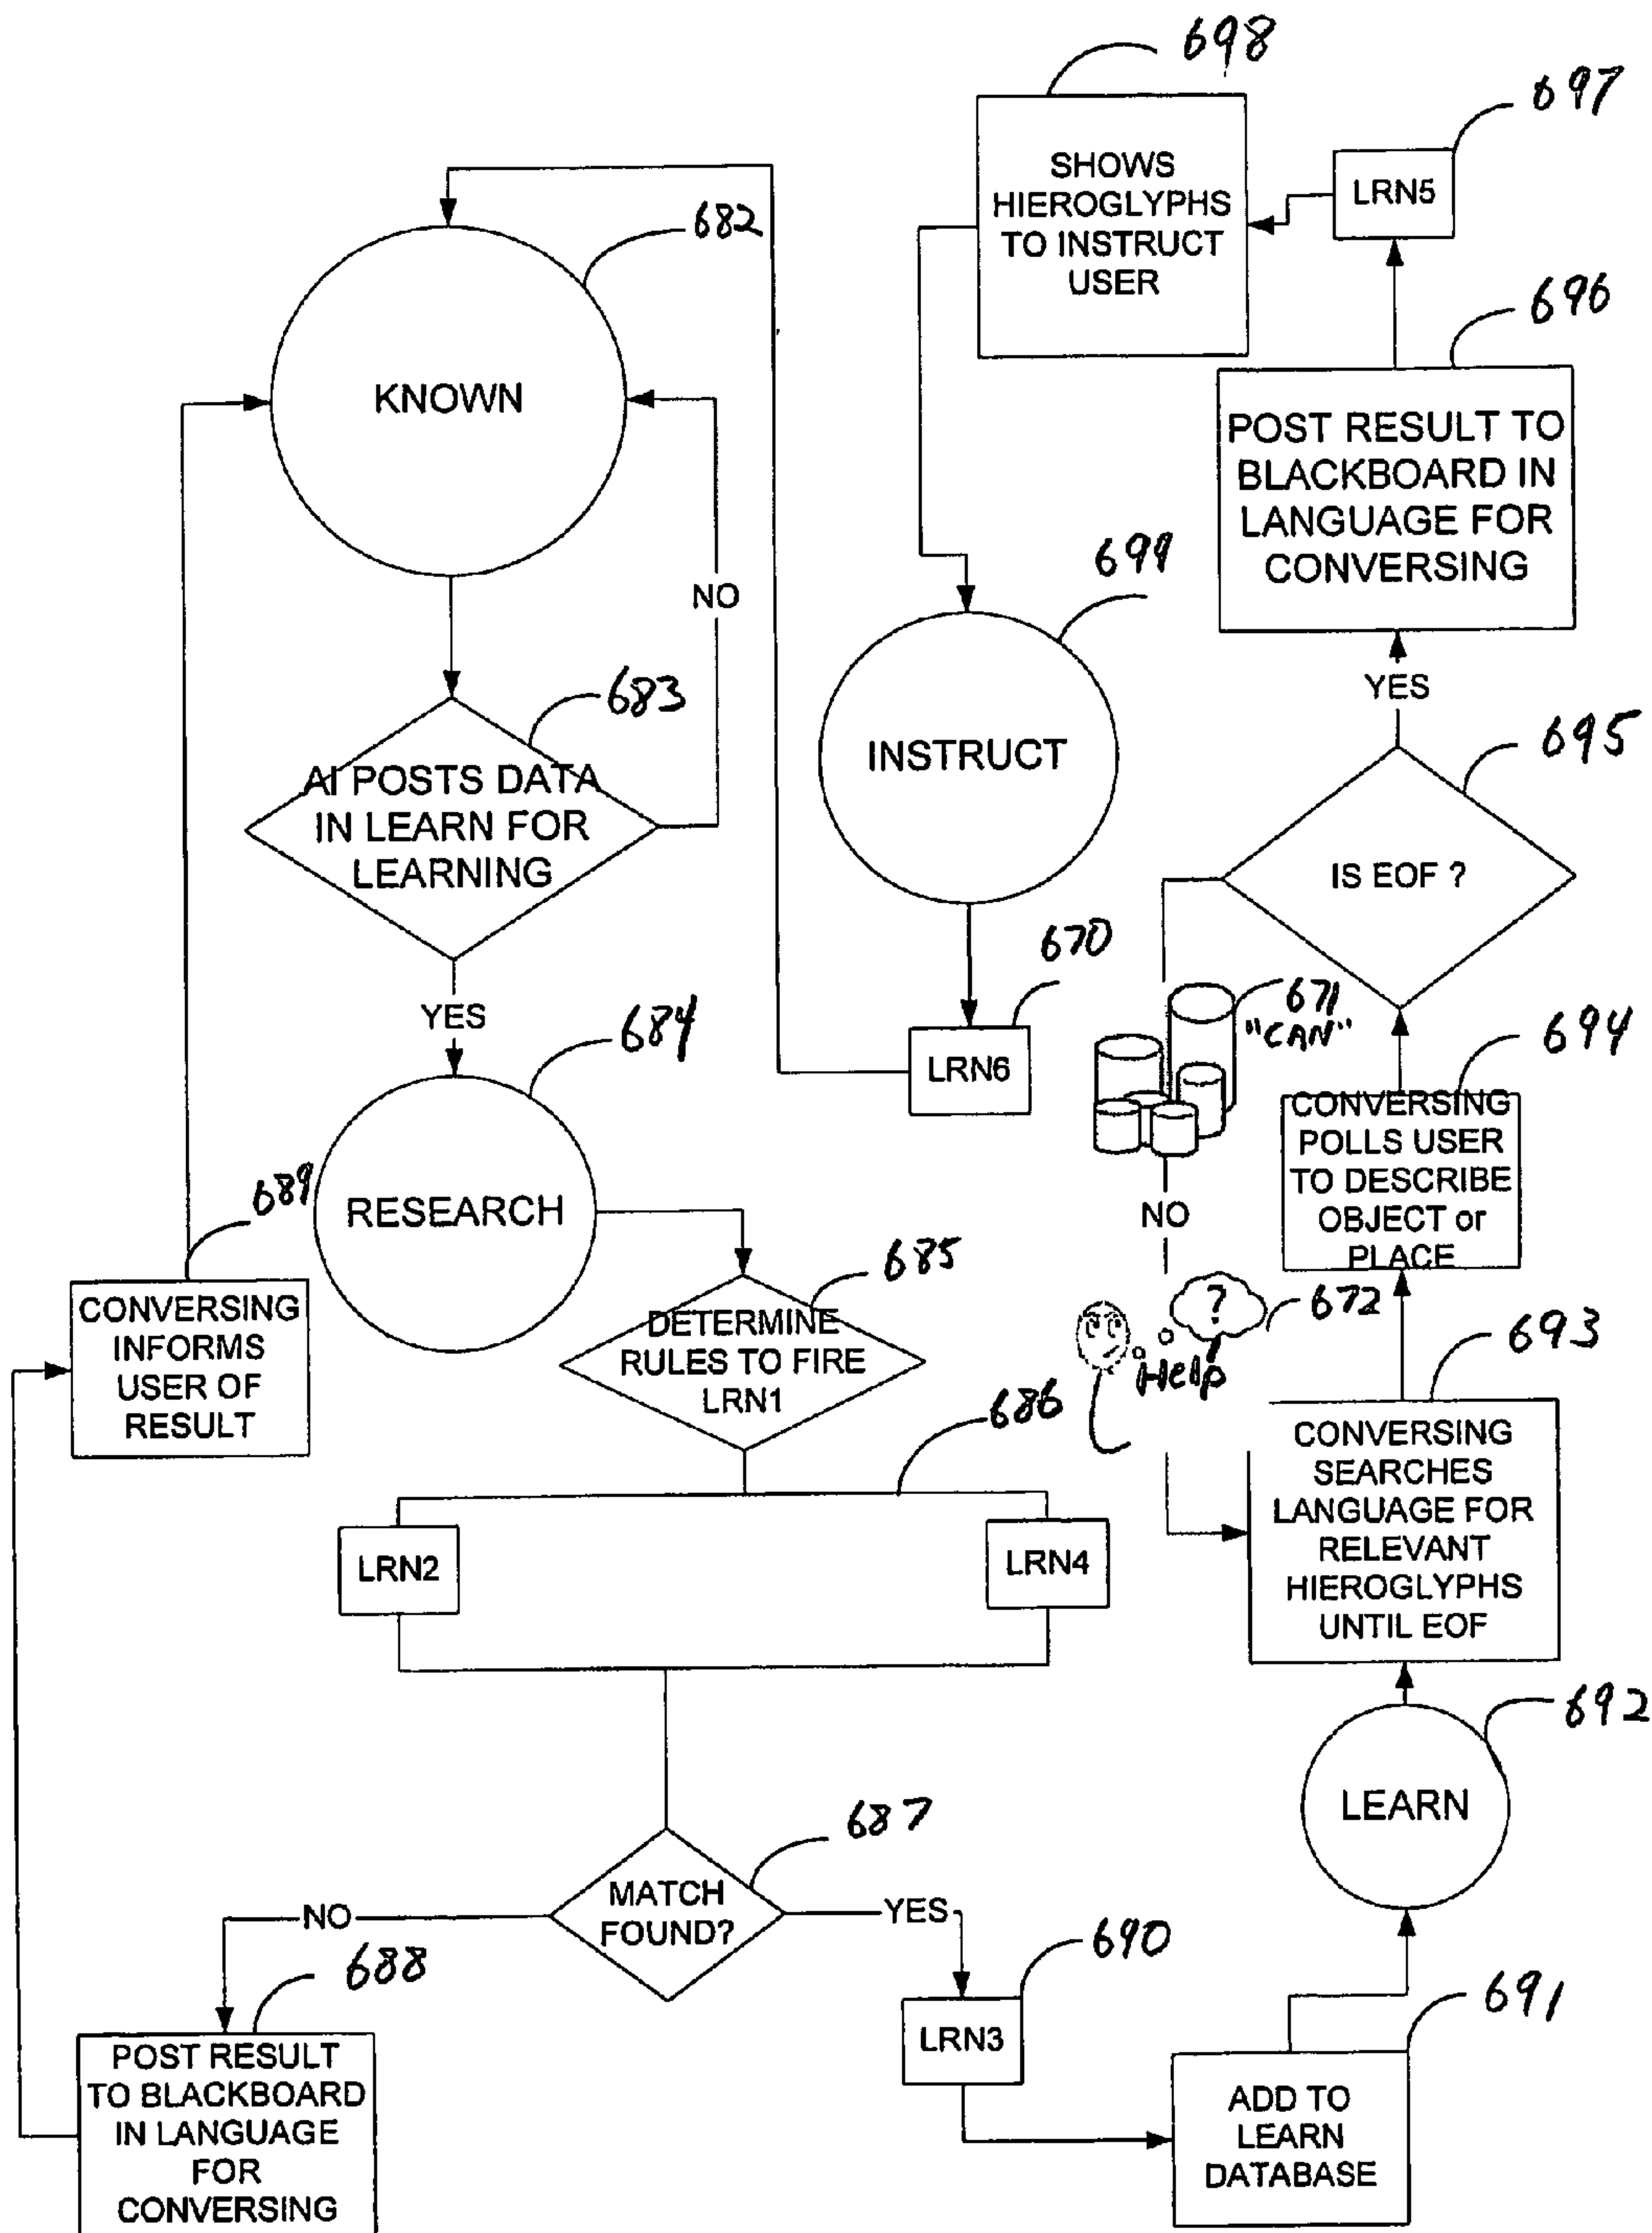 698
697
SHOWS
HIEROGLYPHS
TO INSTRUCT
USER
LRN5
682
696
KNOWN
POST RESULT TO
BLACKBOARD IN
LANGUAGE FOR
CONVERSING
699
NO
683
YES
695
AI POSTS DATA
IN LEARN FOR
LEARNING
INSTRUCT
IS EOF ?
670
671
"CAN"
YES
684
LRN6
694
CONVERSING
POLLS USER
TO DESCRIBE
OBJECT or
PLACE
689
RESEARCH
NO
685
CONVERSING
INFORMS
USER OF
RESULT
DETERMINE
RULES TO FIRE
LRN1
?
672
Help
693
686
CONVERSING
SEARCHES
LANGUAGE FOR
RELEVANT
HIEROGLYPHS
UNTIL EOF
LRN2
LRN4
692
LEARN
687
MATCH
FOUND?
NO
YES
688
690
691
POST RESULT
TO BLACKBOARD
IN LANGUAGE
FOR
CONVERSING
LRN3
ADD TO
LEARN
DATABASE